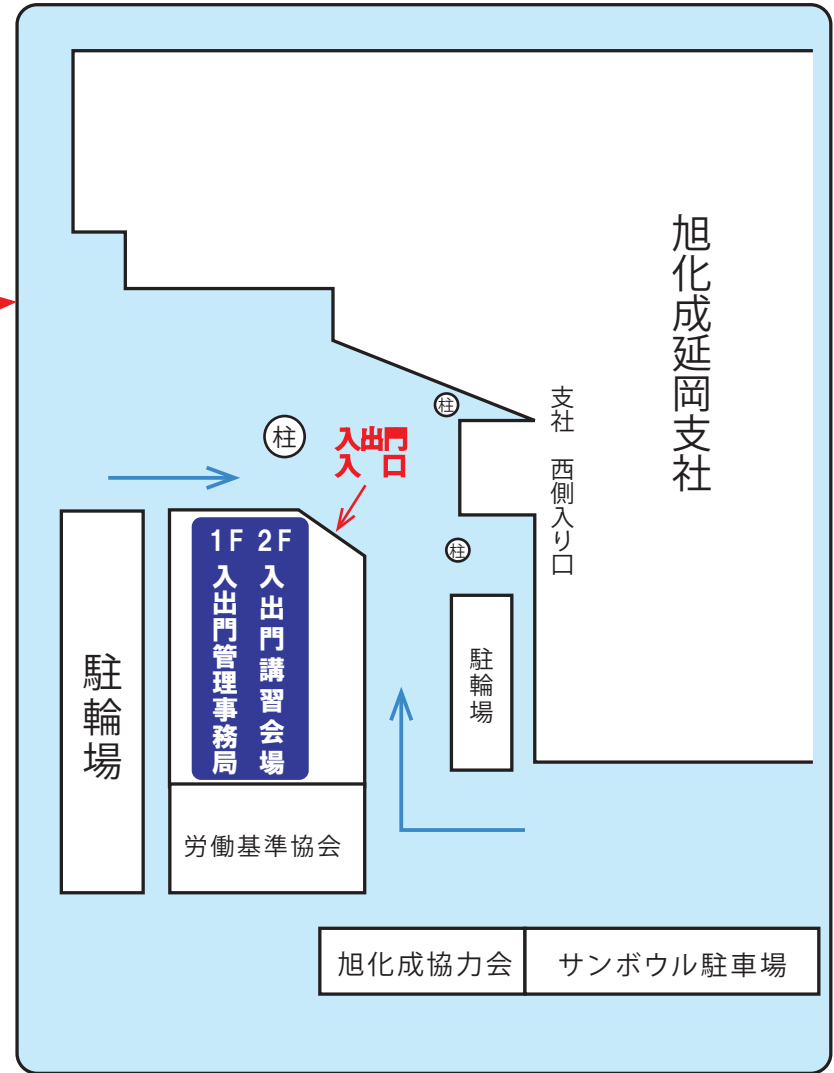 旭化成延岡支社
支社　西側入り口
柱
柱
入出門
入　口
柱
2F 入出門講習会場
1F 入出門管理事務局
駐輪場
駐輪場
労働基準協会
旭化成協力会
サンボウル駐車場